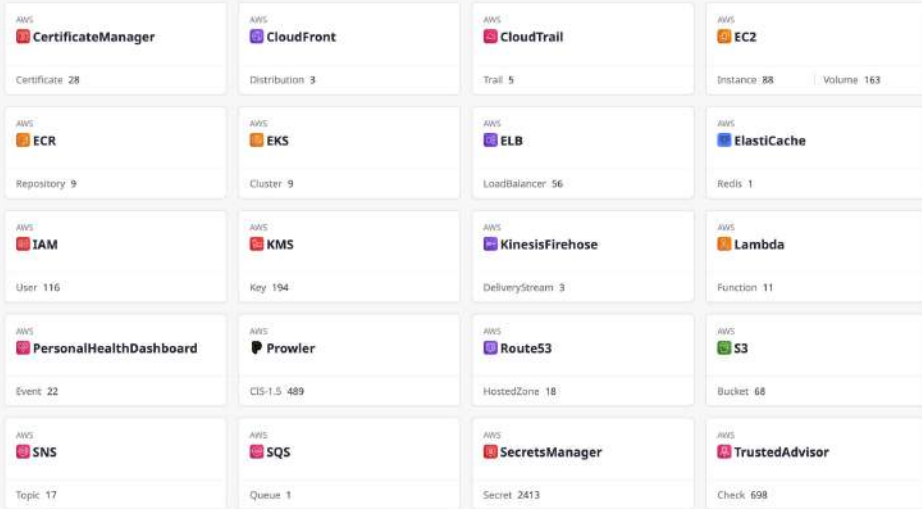 AWS
CertificateManager
Certificate 28
AWS
CloudFront
Distribution 3
AWS
CloudTrail
Trail 5
AWS
EC2
Instance 88 Volume 163
AWS
ECR
Repository 9
AWS
EKS
Cluster 9
AWS
ELB
LoadBalancer 56
AWS
ElastiCache
Redis 1
AWS
IAM
User 116
AWS
KMS
Key 194
AWS
KinesisFirehose
DeliveryStream 3
AWS
Lambda
Function 11
AWS
PersonalHealthDashboard
Event 22
AWS
Prowler
CIS-1.5 489
AWS
Route53
HostedZone 18
AWS
S3
Bucket 68
AWS
SNS
Topic 17
AWS
SQS
Queue 1
AWS
SecretsManager
Secret 2413
AWS
TrustedAdvisor
Check 698